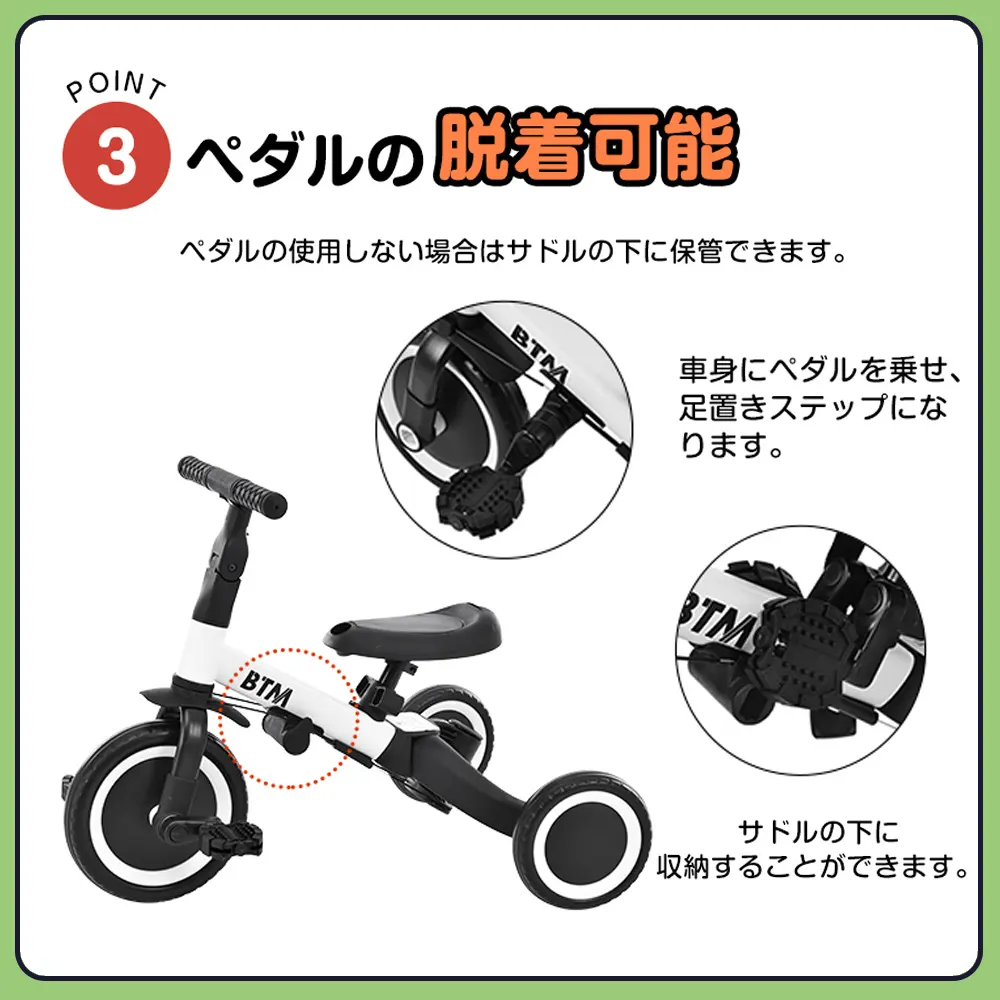 POINT
3
ペダルの脱着可能
ペダルの使用しない場合はサドルの下に保管できます。
BTM
車身にペダルを乗せ、
足置きステップにな
ります。
BTM
BTM
サドルの下に
収納することができます。